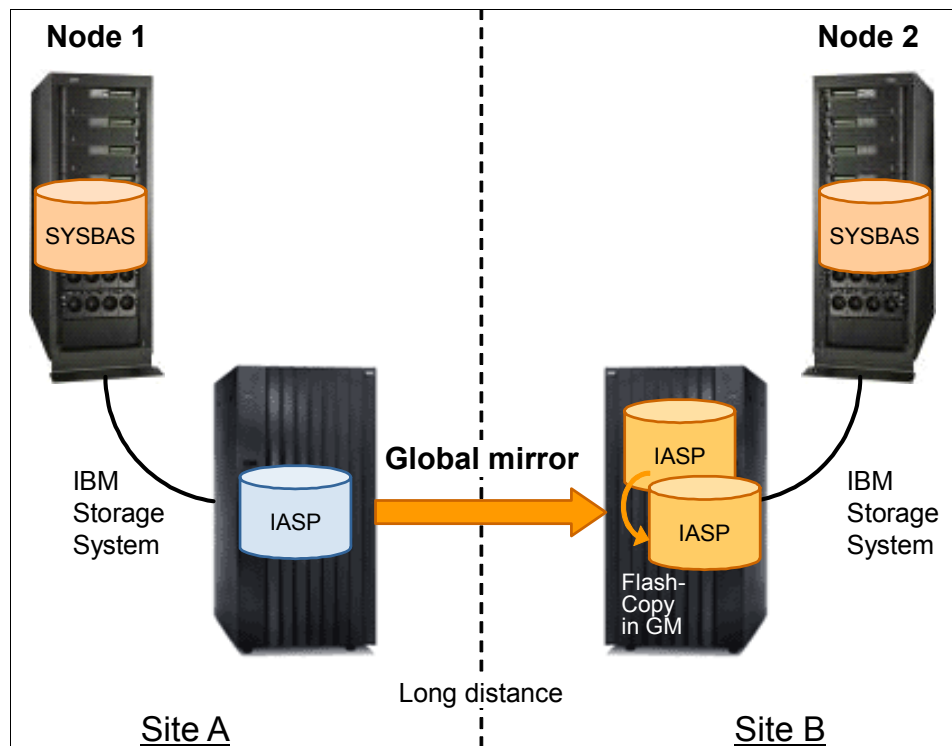 Node 1
Node 2
SYSBAS
SYSBAS
Global mirror
IASP
IBM
Storage
System
IASP
IASP
IBM
Storage
System
Flash-
Copy
in GM
Long distance
Site A
Site B